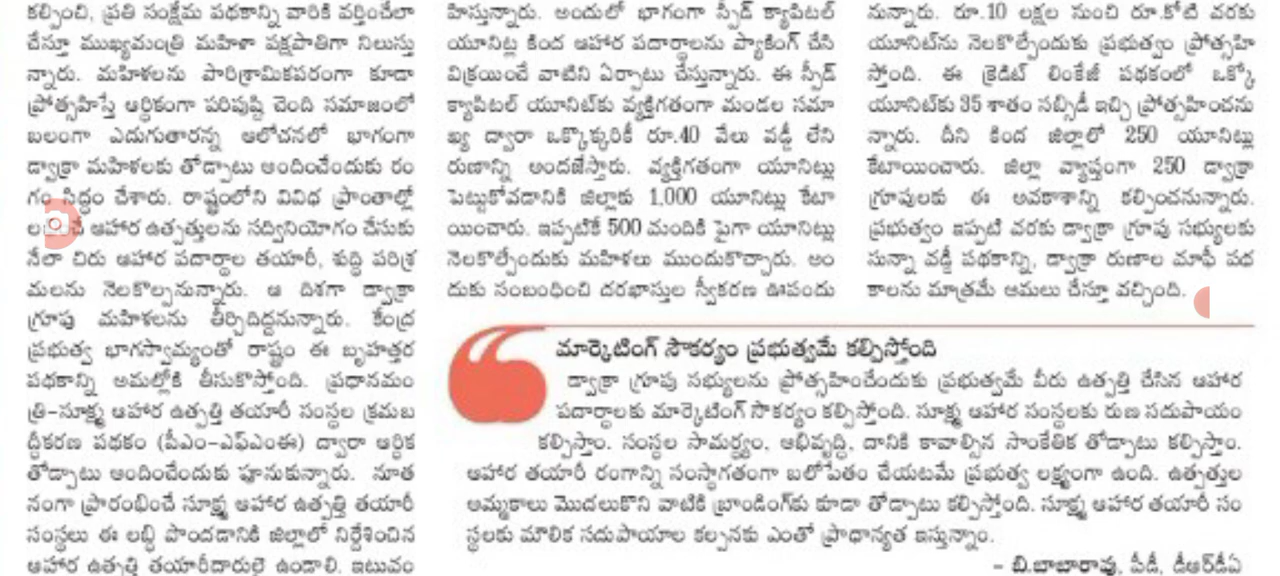 కల్పించి, ప్రతి సంక్షేమ పథకాన్ని వారికి వర్తించేలా
చేస్తూ ముఖ్యమంత్రి మహిళా పక్షపాతిగా నిలుస్తు
న్నారు. మహిళలను పారిశ్రామికపరంగా కూడా
ప్రోత్సహిస్తే ఆర్థికంగా పరిపుష్టి చెంది సమాజంలో
బలంగా ఎదుగుతారన్న ఆలోచనలో భాగంగా
డ్వాక్రా మహిళలకు తోడ్పాటు అందించేందుకు రం
గం సిద్ధం చేశారు. రాష్ట్రంలోని వివిధ ప్రాంతాల్లో
ఆహార ఉత్పత్తులను సద్వినియోగం చేసుకు
నేలా చిరు ఆహార పదార్థాల తయారీ, శుద్ధి పరిశ్ర
మలను నెలకొల్పనున్నారు. ఆ దిశగా డ్వాక్రా
గ్రూపు మహిళలను తీర్చిదిద్దనున్నారు. కేంద్ర
ప్రభుత్వ భాగస్వామ్యంతో రాష్ట్రం ఈ బృహత్తర
పథకాన్ని అమల్లోకి తీసుకొస్తోంది. ప్రధానమం
త్రి-సూక్ష్మ ఆహార ఉత్పత్తి తయారీ సంస్థల క్రమబ
ద్ధీకరణ పథకం (పీఎం-ఎఫ్ఎంఈ) ద్వారా ఆర్థిక
తోడ్పాటు అందించేందుకు పూనుకున్నారు. నూత
నంగా ప్రారంభించే సూక్ష్మ ఆహార ఉత్పత్తి తయారీ
సంస్థలు ఈ లబ్ధి పొందడానికి జిల్లాలో నిర్దేశించిన
ఆహార ఉత్పత్తి తయారీదారులై ఉండాలి. ఇటువం
హిస్తున్నారు. అందులో భాగంగా స్పీడ్ క్యాపిటల్
యూనిట్ల కింద ఆహార పదార్థాలను ప్యాకింగ్ చేసి
విక్రయించే వాటిని ఏర్పాటు చేస్తున్నారు. ఈ స్పీడ్
క్యాపిటల్ యూనిట్‌కు వ్యక్తిగతంగా మండల సమా
ఖ్య ద్వారా ఒక్కొక్కరికీ రూ.40 వేలు వడ్డీ లేని
రుణాన్ని అందజేస్తారు. వ్యక్తిగతంగా యూనిట్లు
పెట్టుకోవడానికి జిల్లాకు 1,000 యూనిట్లు కేటా
యించారు. ఇప్పటికే 500 మందికి పైగా యూనిట్లు
నెలకొల్పేందుకు మహిళలు ముందుకొచ్చారు. అం
దుకు సంబంధించి దరఖాస్తుల స్వీకరణ ఊపందు
నున్నారు. రూ.10 లక్షల నుంచి రూ.కోటి వరకు
యూనిట్‌ను నెలకొల్పేందుకు ప్రభుత్వం ప్రోత్సహి
స్తోంది. ఈ క్రెడిట్ లింకేజీ పథకంలో ఒక్కో
యూనిట్‌కు 35 శాతం సబ్సిడీ ఇచ్చి ప్రోత్సహించను
న్నారు. దీని కింద జిల్లాలో 250 యూనిట్లు
కేటాయించారు. జిల్లా వ్యాప్తంగా 250 డ్వాక్రా
గ్రూపులకు ఈ అవకాశాన్ని కల్పించనున్నారు.
ప్రభుత్వం ఇప్పటి వరకు డ్వాక్రా గ్రూపు సభ్యులకు
సున్నా వడ్డీ పథకాన్ని, డ్వాక్రా రుణాల మాఫీ పథ
కాలను మాత్రమే అమలు చేస్తూ వచ్చింది.
మార్కెటింగ్ సౌకర్యం ప్రభుత్వమే కల్పిస్తోంది
డ్వాక్రా గ్రూపు సభ్యులను ప్రోత్సహించేందుకు ప్రభుత్వమే వీరు ఉత్పత్తి చేసిన ఆహార
పదార్థాలకు మార్కెటింగ్ సౌకర్యం కల్పిస్తోంది. సూక్ష్మ ఆహార సంస్థలకు రుణ సదుపాయం
కల్పిస్తాం. సంస్థల సామర్థ్యం, అభివృద్ధి, దానికి కావాల్సిన సాంకేతిక తోడ్పాటు కల్పిస్తాం.
ఆహార తయారీ రంగాన్ని సంస్థాగతంగా బలోపేతం చేయటమే ప్రభుత్వ లక్ష్యంగా ఉంది. ఉత్పత్తుల
అమ్మకాలు మొదలుకొని వాటికి బ్రాండింగ్‌కు కూడా తోడ్పాటు కల్పిస్తోంది. సూక్ష్మ ఆహార తయారీ సం
స్థలకు మౌలిక సదుపాయాల కల్పనకు ఎంతో ప్రాధాన్యత ఇస్తున్నాం.
– బి.బాబూరావు, పీడీ, డీఆర్‌డీఏ